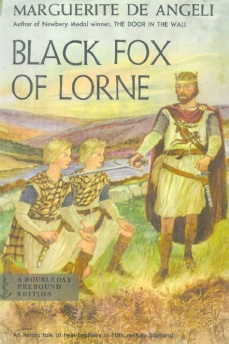 MARGUERITE DE ANGELI
Author of Newbery Medal winner, THE DOOR IN THE WALL
BLACK FOX
OF LORNE
A DOUBLEDAY
PREBOUND
EDITION
An heroic tale of twin brothers in 10th century Scotland